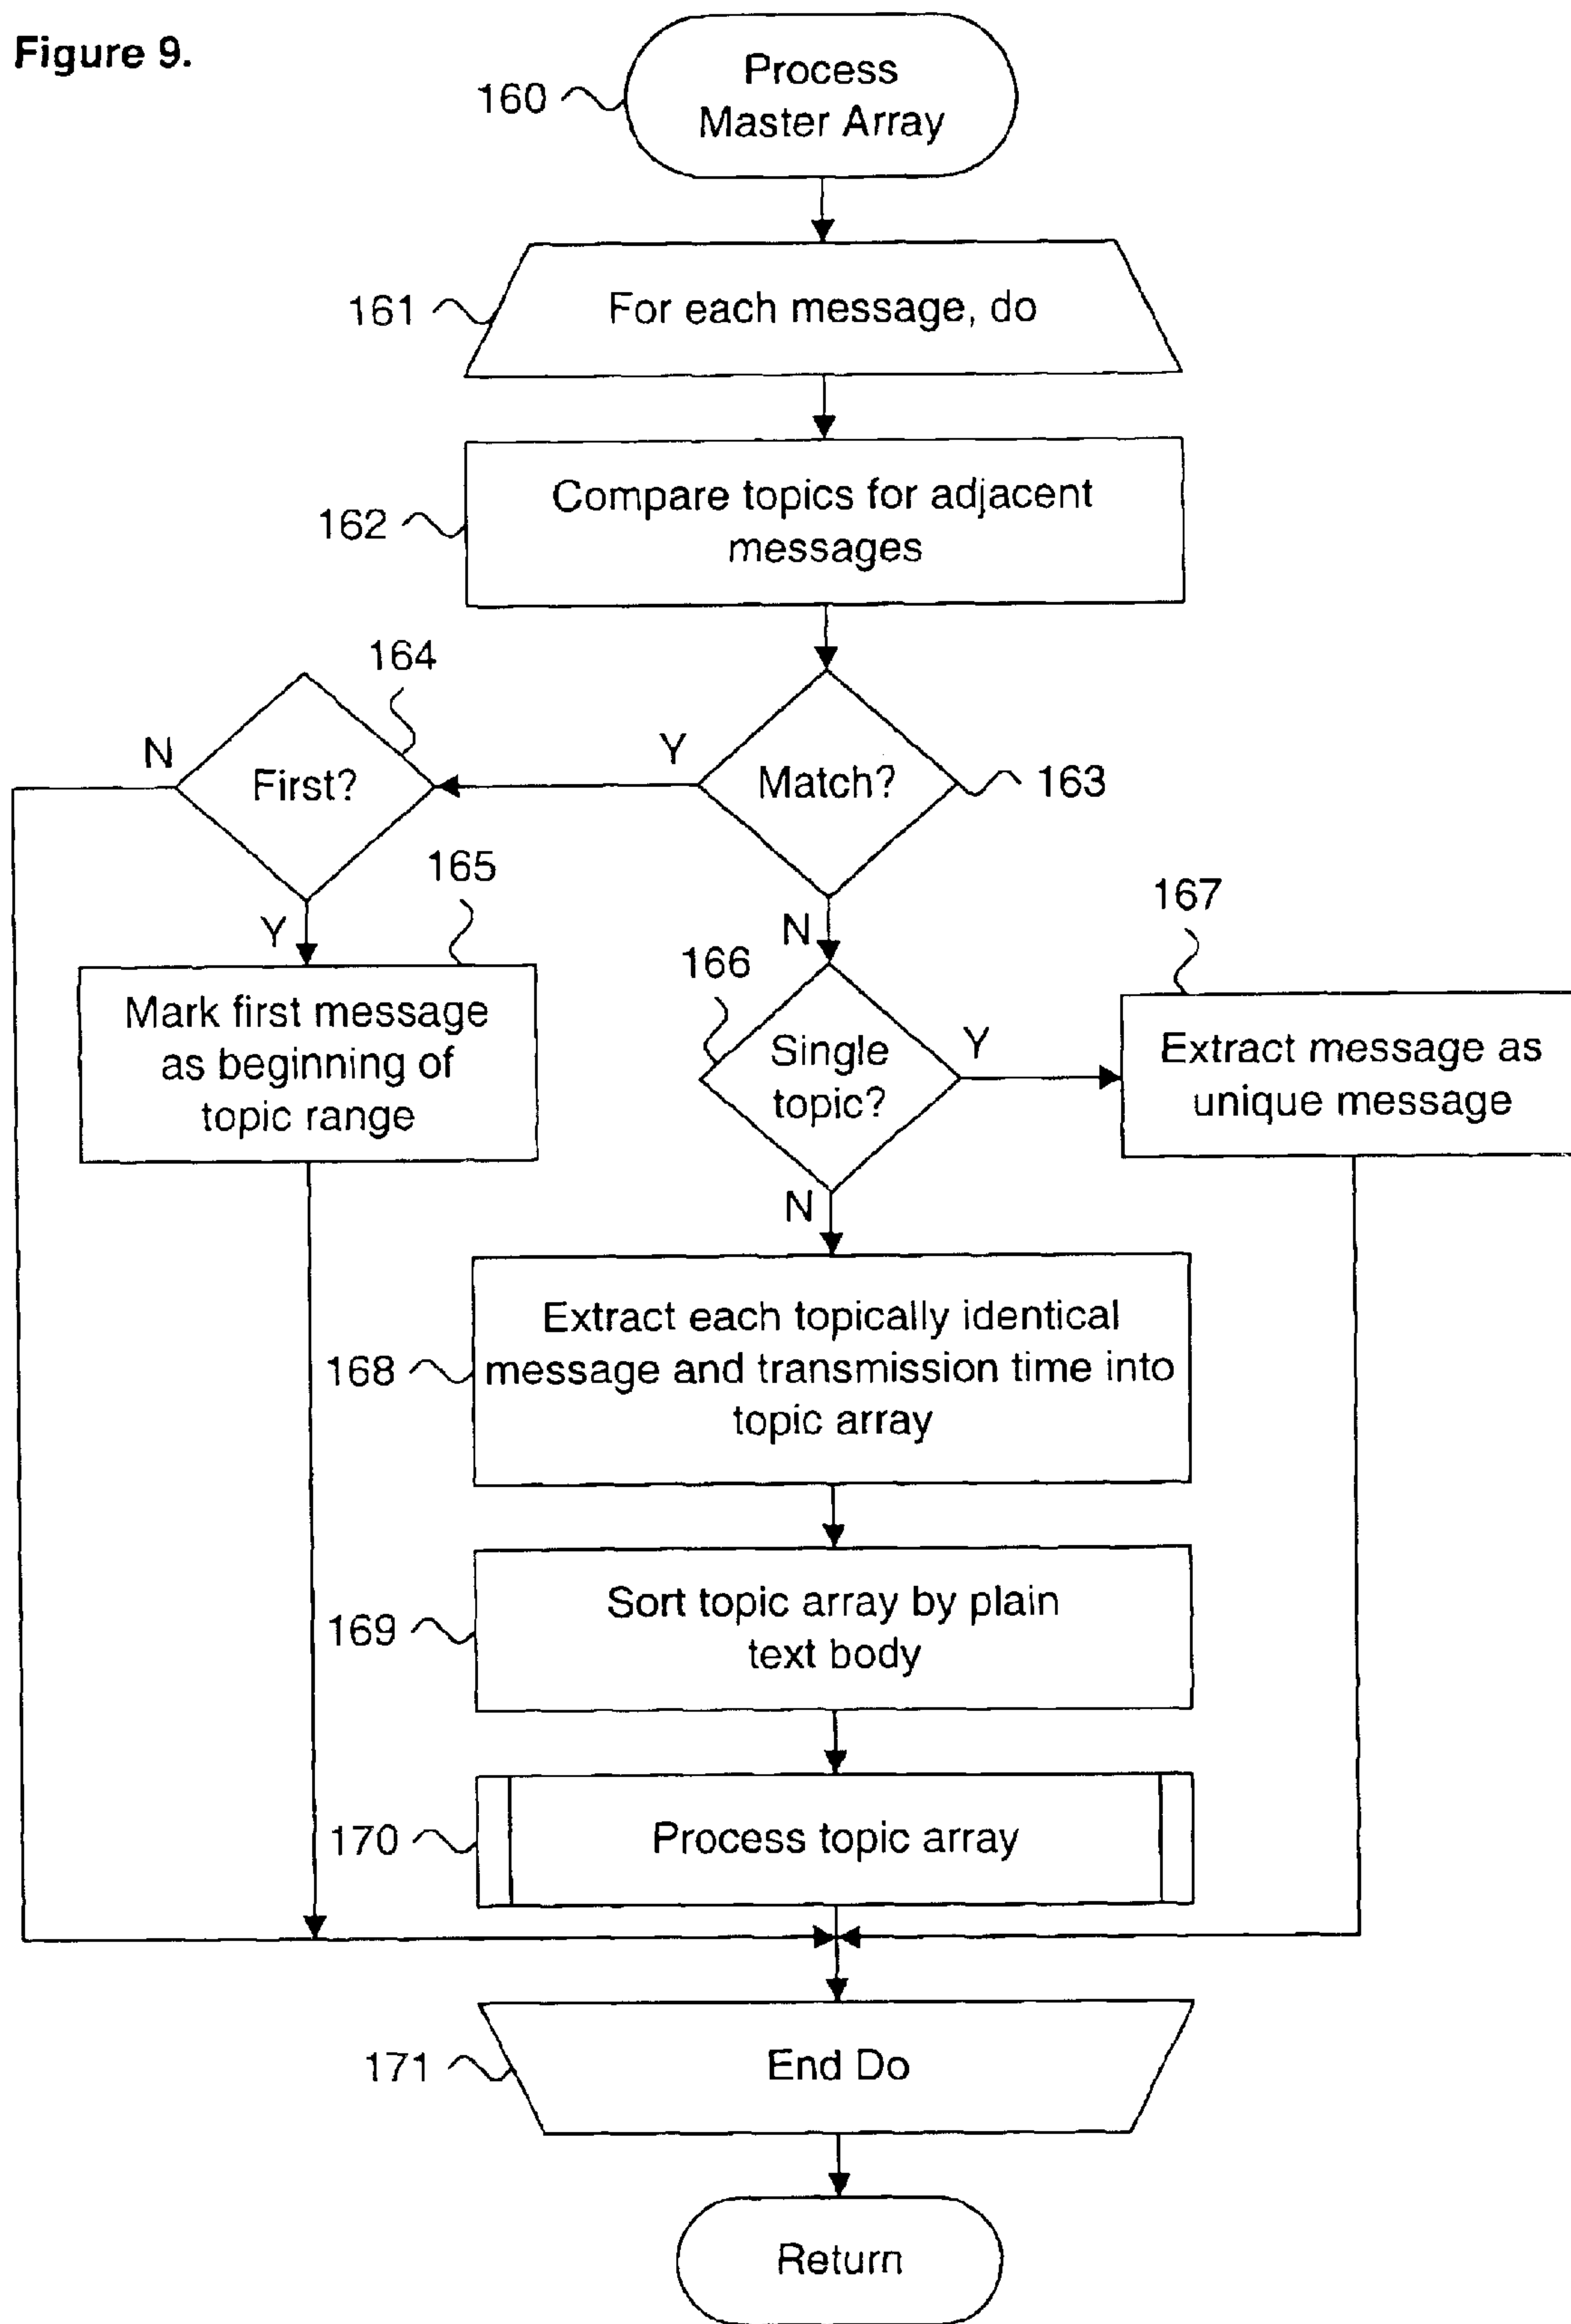 Figure 9.
Process
Master Array
160
161
For each message, do
162
Compare topics for adjacent
messages
164
N
First?
Y
Match?
163
165
Y
Mark first message
as beginning of
topic range
N
166
Single
topic?
Y
167
Extract message as
unique message
N
168
Extract each topically identical
message and transmission time into
topic array
169
Sort topic array by plain
text body
170
Process topic array
171
End Do
Return